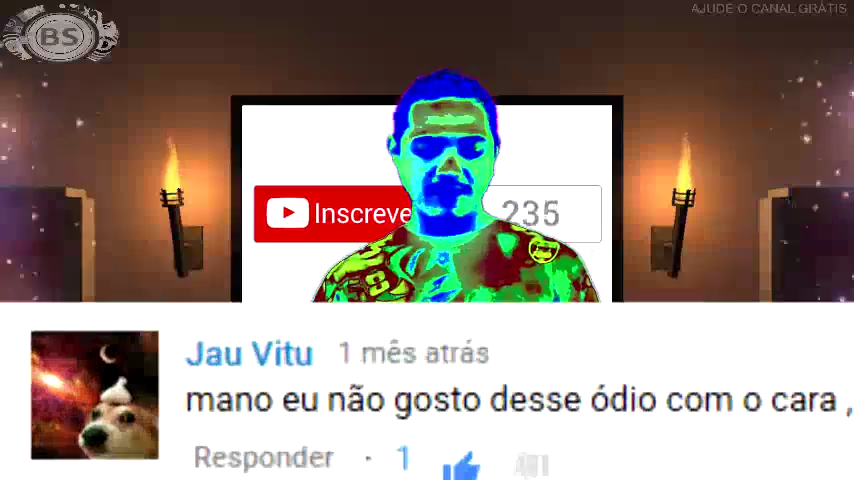 AJUDE O CANAL GRÁTIS
BS
Inscreve
235
Jau Vitu 1 mês atrás
mano eu não gosto desse ódio com o cara ,
Responder · 1